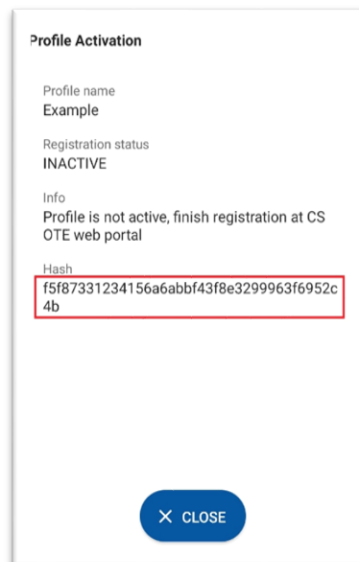 Profile Activation
Profile name
Example
Registration status
INACTIVE
Info
Profile is not active, finish registration at CS
OTE web portal
Hash
f5f87331234156a6abbf43f8e3299963f6952c
4b
CLOSE